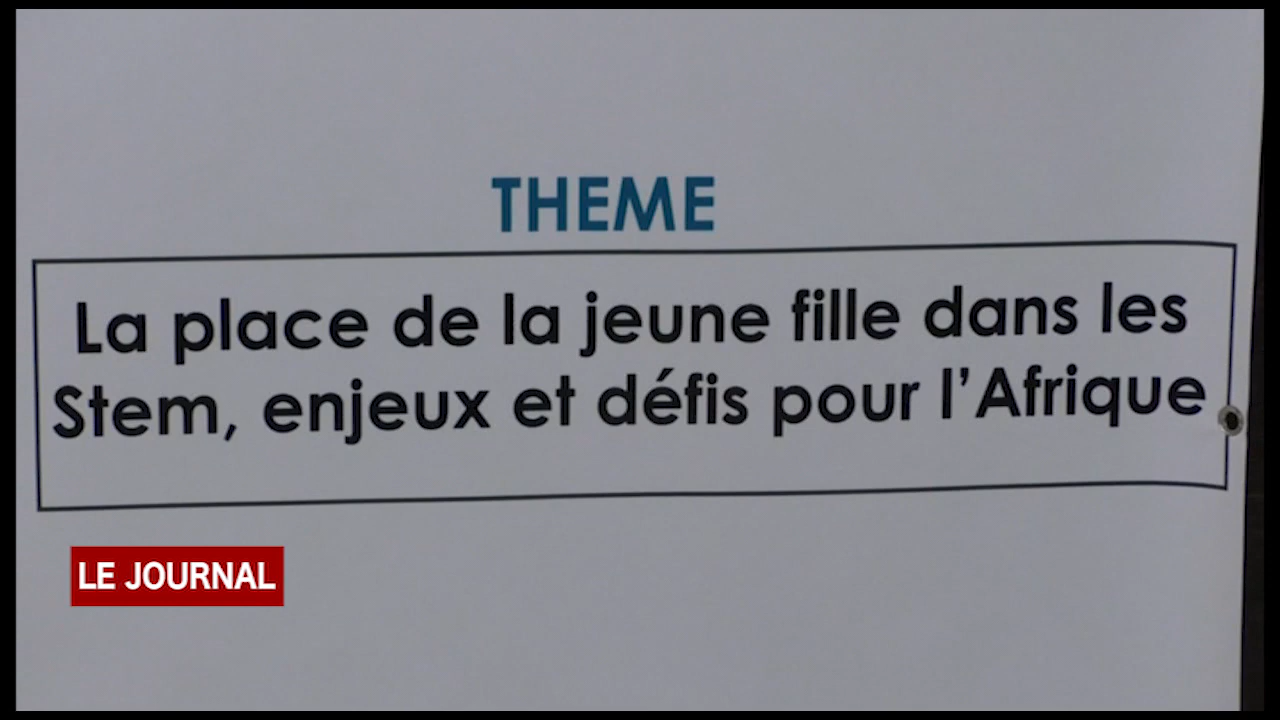 THEME
La place de la jeune fille dans les
Stem, enjeux et défis pour l'Afrique
LE JOURNAL